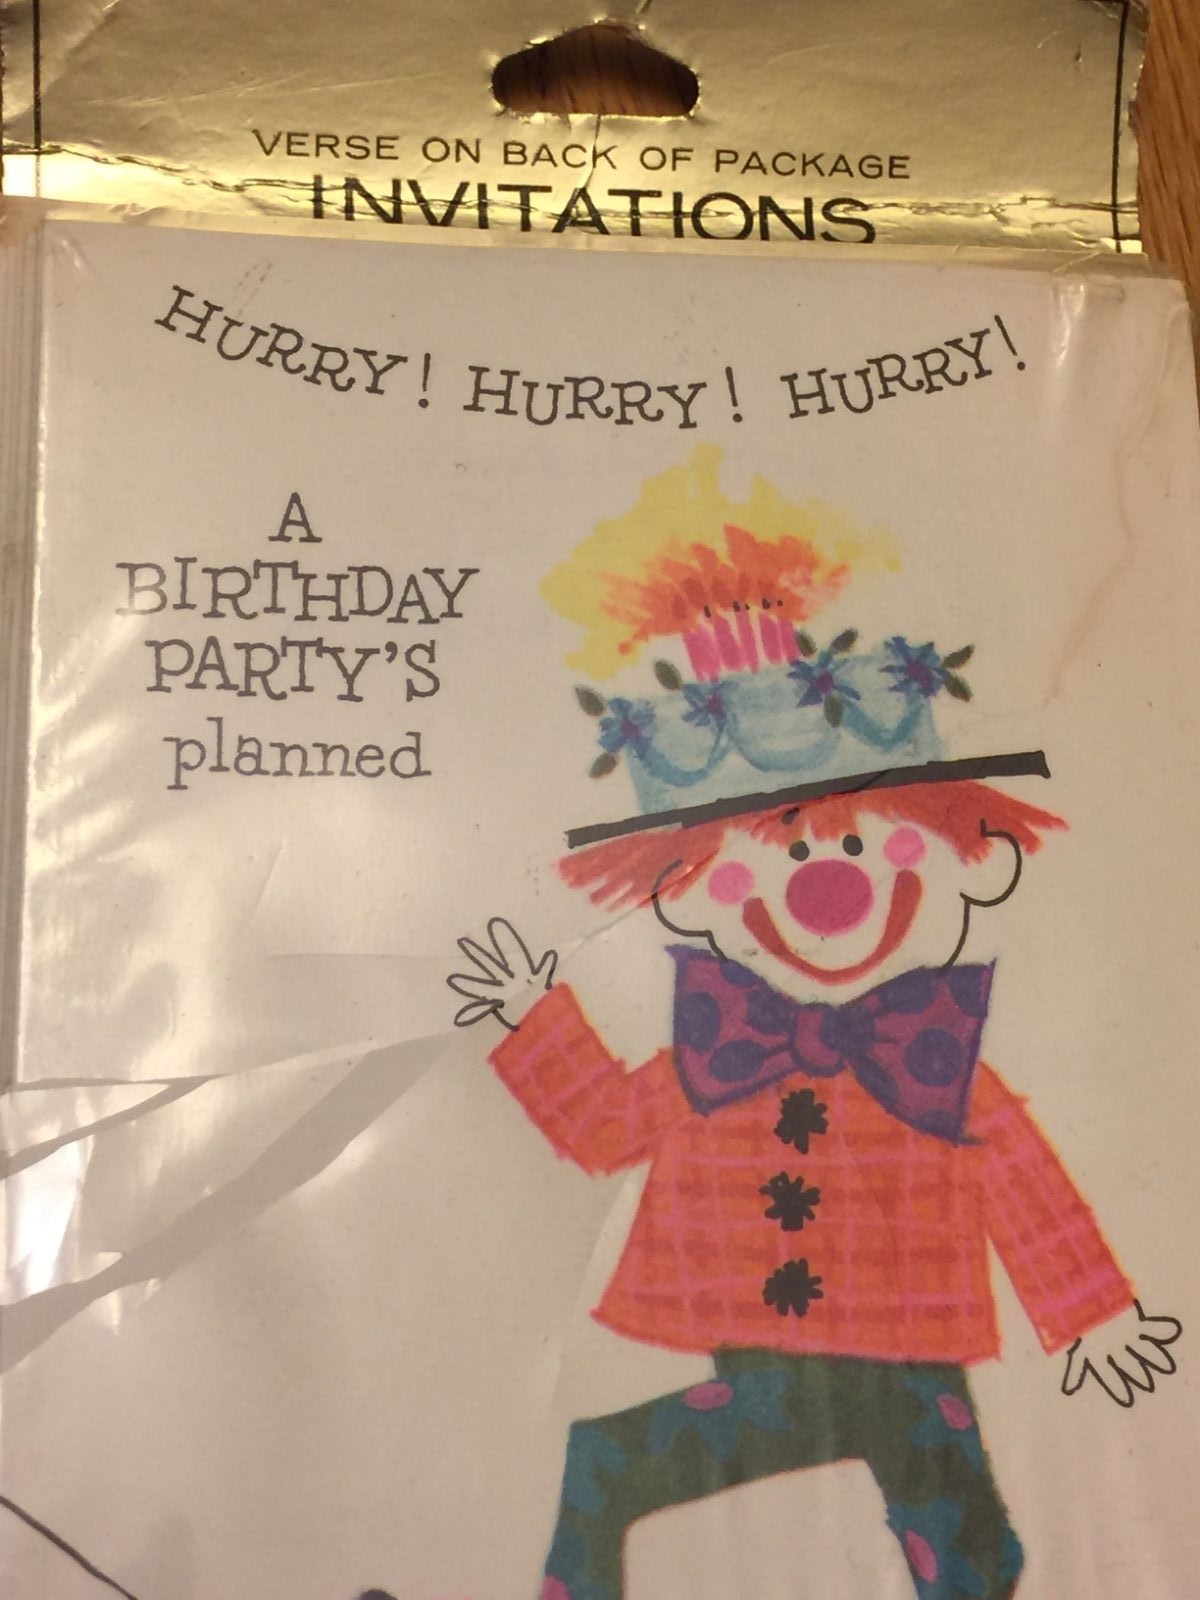 VERSE ON BACK OF PACKAGE
INVITATIONS
HURRY! HURRY! HURRY!
A
BIRTHDAY
PARTY'S
planned